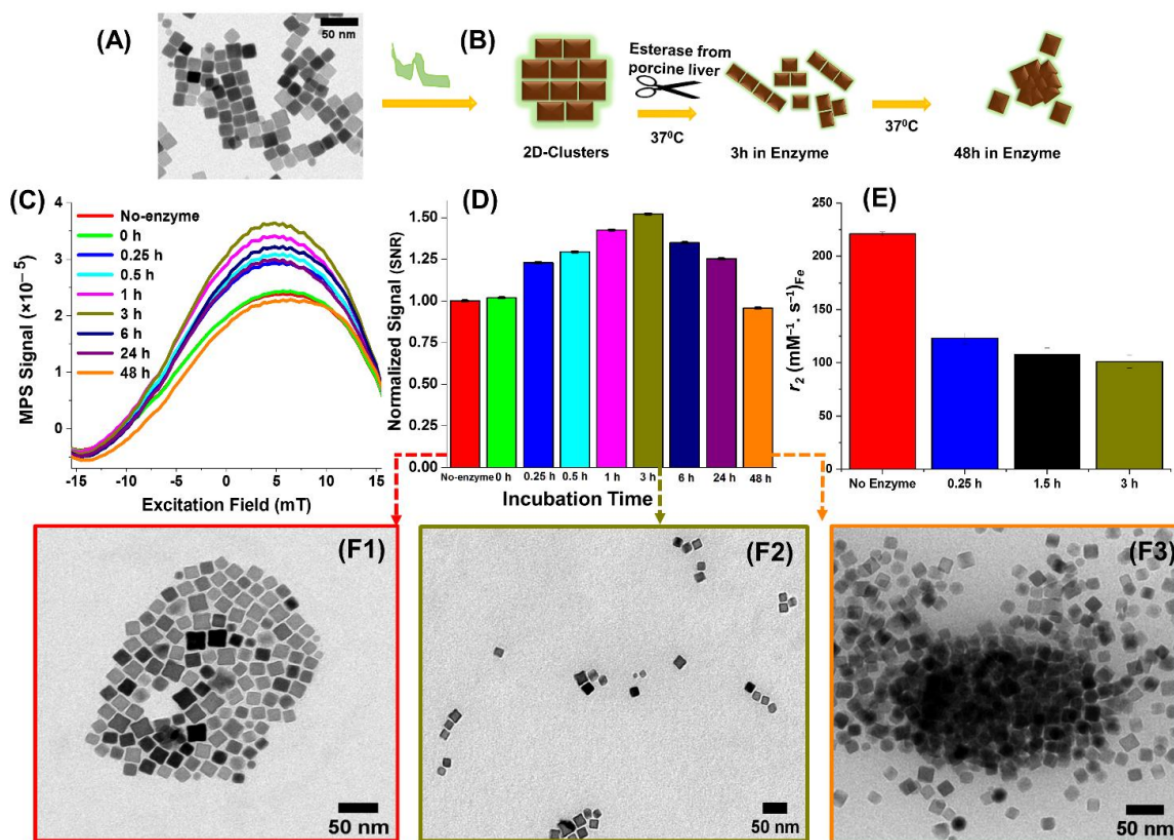 (A)
50 nm
(B)
Esterase from
porcine liver
37⁰C
37⁰C
2D-Clusters
3h in Enzyme
48h in Enzyme
(C)
MPS Signal (×10⁻ ⁵)
4
3
2
1
0
No-enzyme
0 h
0.25 h
0.5 h
1 h
3 h
6 h
24 h
48 h
-15 -10 -5 0 5 10 15
Excitation Field (mT)
(D)
Normalized Signal (SNR)
1.50
1.25
1.00
0.75
0.50
0.25
0.00
No-enzyme 0 h 0.25 h 0.5 h 1 h 3 h 6 h 24 h 48 h
Incubation Time
(E)
r₂ (mM⁻¹. s⁻¹)Fe
250
200
150
100
50
0
No Enzyme 0.25 h 1.5 h 3 h
(F1)
50 nm
(F2)
50 nm
(F3)
50 nm